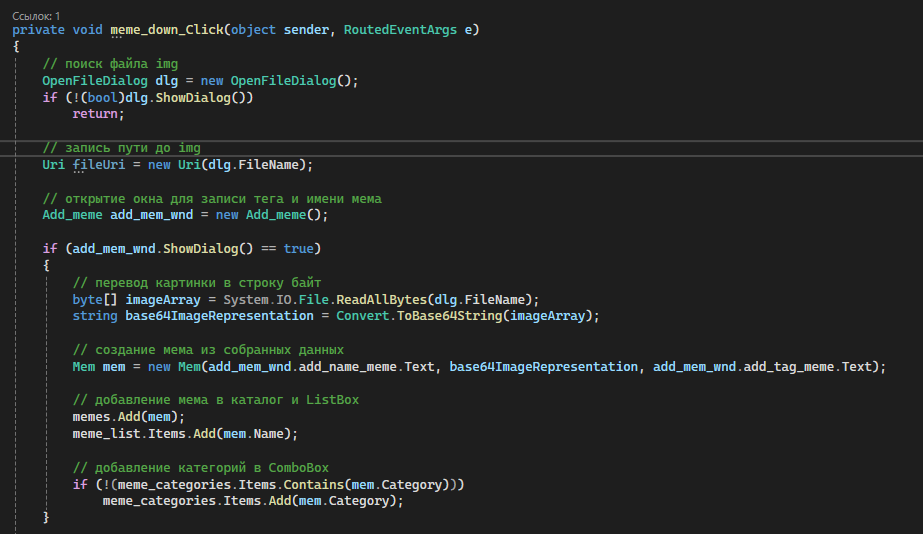 Ссылок: 1
private void meme_down_Click(object sender, RoutedEventArgs e)
{
// поиск файла img
OpenFileDialog dlg = new OpenFileDialog();
if (!(bool)dlg.ShowDialog())
return;
// запись пути до img
Uri fileUri = new Uri(dlg.FileName);
// открытие окна для записи тега и имени мема
Add_meme add_mem_wnd = new Add_meme();
if (add_mem_wnd.ShowDialog() == true)
{
// перевод картинки в строку байт
byte[] imageArray = System.IO.File.ReadAllBytes(dlg.FileName);
string base64ImageRepresentation = Convert.ToBase64String(imageArray);
// создание мема из собранных данных
Mem mem = new Mem(add_mem_wnd.add_name_meme.Text, base64ImageRepresentation, add_mem_wnd.add_tag_meme.Text);
// добавление мема в каталог и ListBox
memes.Add(mem);
meme_list.Items.Add(mem.Name);
// добавление категорий в ComboBox
if (!(meme_categories.Items.Contains(mem.Category)))
meme_categories.Items.Add(mem.Category);
}